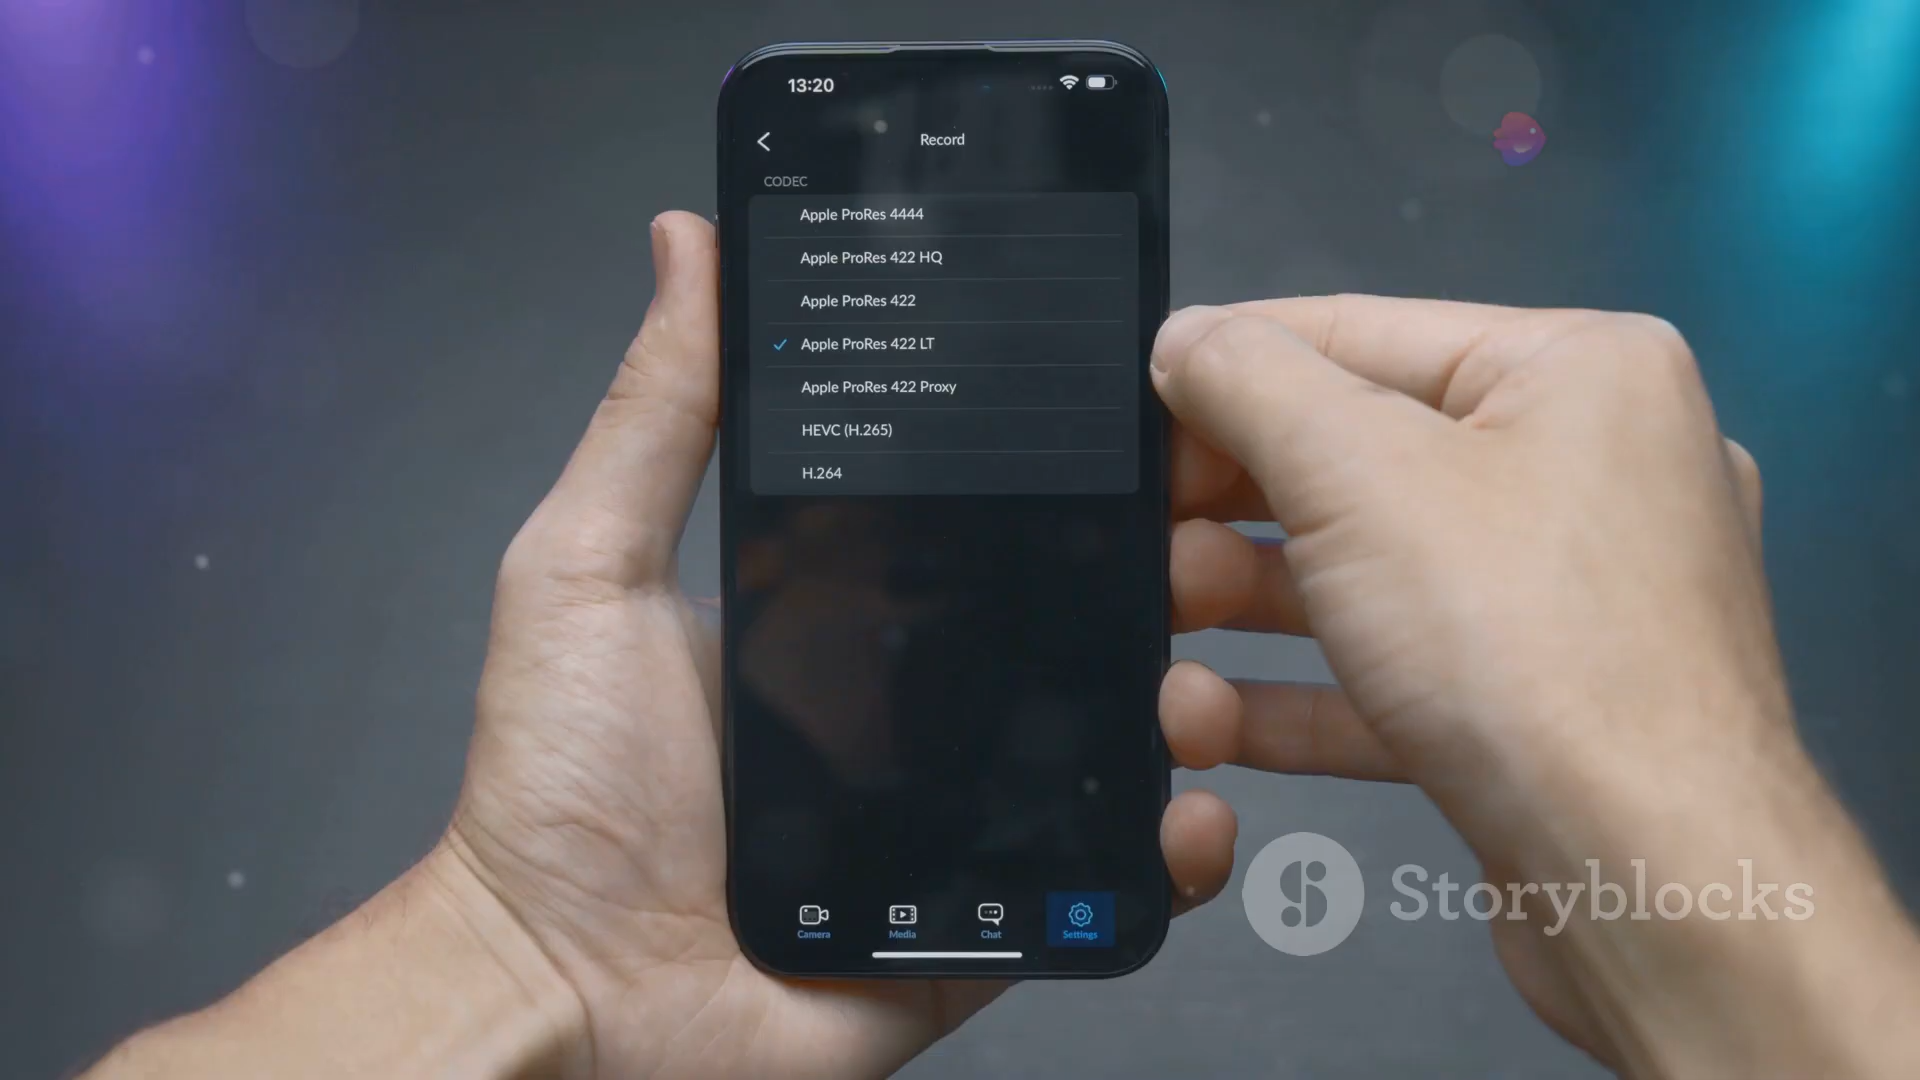 13:20
Record
CODEC
Apple ProRes 4444
Apple ProRes 422 HQ
Apple ProRes 422
Apple ProRes 422 LT
Apple ProRes 422 Proxy
HEVC (H.265)
H.264
Camera
Media
Chat
Settings
Storyblocks